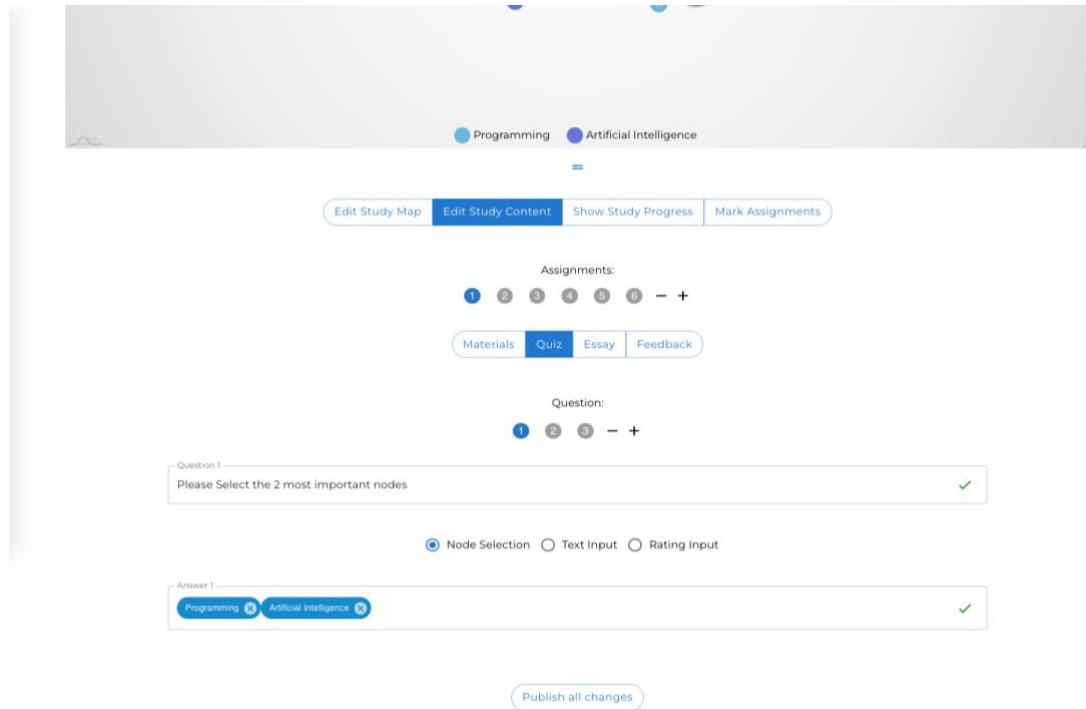 Programming Artificial Intelligence
Edit Study Map Edit Study Content Show Study Progress Mark Assignments
Assignments:
1 2 3 4 5 6 − +
Materials Quiz Essay Feedback
Question:
1 2 3 − +
Question 1
Please Select the 2 most important nodes
Node Selection Text Input Rating Input
Answer 1
Programming Artificial Intelligence
Publish all changes